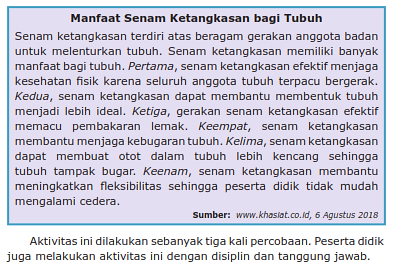 Manfaat Senam Ketangkasan bagi Tubuh
Senam ketangkasan terdiri atas beragam gerakan anggota badan
untuk melenturkan tubuh. Senam ketangkasan memiliki banyak
manfaat bagi tubuh. Pertama, senam ketangkasan efektif menjaga
kesehatan fisik karena seluruh anggota tubuh terpacu bergerak.
Kedua, senam ketangkasan dapat membantu membentuk tubuh
menjadi lebih ideal. Ketiga, gerakan senam ketangkasan efektif
memacu pembakaran lemak. Keempat, senam ketangkasan
membantu menjaga kebugaran tubuh. Kelima, senam ketangkasan
dapat membuat otot dalam tubuh lebih kencang sehingga
tubuh tampak bugar. Keenam, senam ketangkasan membantu
meningkatkan fleksibilitas sehingga peserta didik tidak mudah
mengalami cedera.
Sumber: www.khasiat.co.id, 6 Agustus 2018
Aktivitas ini dilakukan sebanyak tiga kali percobaan. Peserta didik
juga melakukan aktivitas ini dengan disiplin dan tanggung jawab.